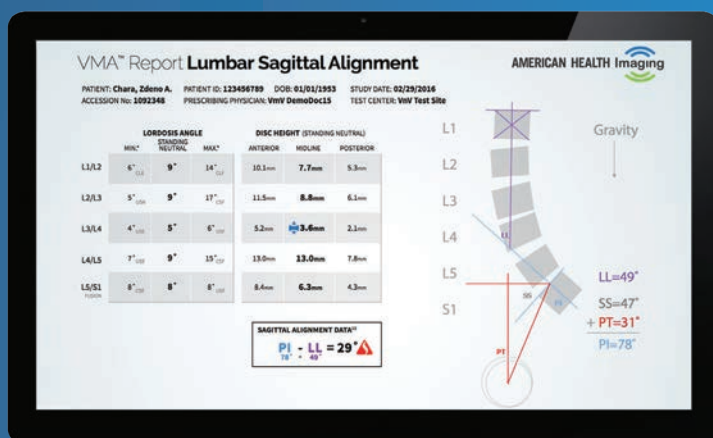 VMA™ Report Lumbar Sagittal Alignment
AMERICAN HEALTH Imaging
PATIENT: Chara, Zdeno A. PATIENT ID: 123456789 DOB: 01/01/1953 STUDY DATE: 02/29/2016
ACCESSION No: 1092348 PRESCRIBING PHYSICIAN: VmV DemoDoc15 TEST CENTER: VmV Test Site
LORDOSIS ANGLE DISC HEIGHT (STANDING NEUTRAL)
MIN.* STANDING NEUTRAL MAX.* ANTERIOR MIDLINE POSTERIOR
L1/L2 6° 9° 14° 10.1mm 7.7mm 5.3mm
L2/L3 5° 9° 17° 11.5mm 8.8mm 6.1mm
L3/L4 4° 5° 6° 5.2mm 3.6mm 2.1mm
L4/L5 7° 9° 15° 13.0mm 13.0mm 7.8mm
L5/S1 8° 8° 8° 8.4mm 6.3mm 4.3mm
FUSION
SAGITTAL ALIGNMENT DATA
PI - LL = 29°
78° - 49°
L1
L2
L3
L4
L5
S1
Gravity
LL
SS
PI
PT
LL=49°
SS=47°
+ PT=31°
PI=78°